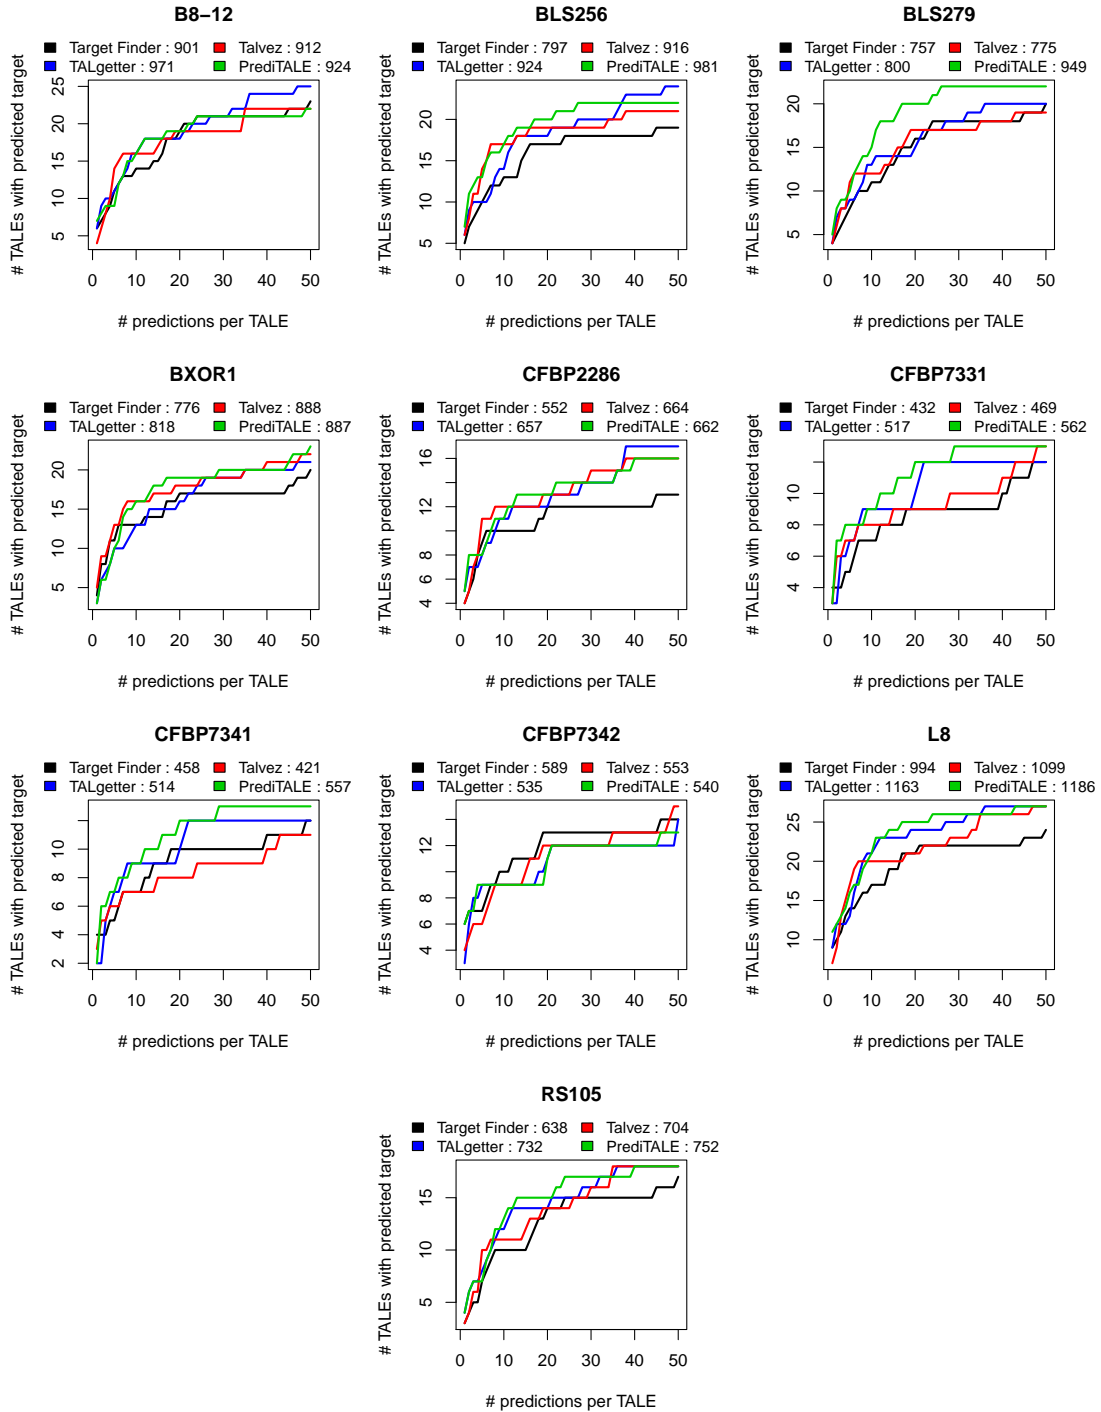 B8−12
Target Finder : 901 Talvez : 912
TALgetter : 971 PrediTALE : 924
# TALEs with predicted target
25
20
15
10
5
0 10 20 30 40 50
# predictions per TALE
BLS256
Target Finder : 797 Talvez : 916
TALgetter : 924 PrediTALE : 981
# TALEs with predicted target
20
15
10
5
0 10 20 30 40 50
# predictions per TALE
BLS279
Target Finder : 757 Talvez : 775
TALgetter : 800 PrediTALE : 949
# TALEs with predicted target
20
15
10
5
0 10 20 30 40 50
# predictions per TALE
BXOR1
Target Finder : 776 Talvez : 888
TALgetter : 818 PrediTALE : 887
# TALEs with predicted target
20
15
10
5
0 10 20 30 40 50
# predictions per TALE
CFBP2286
Target Finder : 552 Talvez : 664
TALgetter : 657 PrediTALE : 662
# TALEs with predicted target
16
12
8
6
4
0 10 20 30 40 50
# predictions per TALE
CFBP7331
Target Finder : 432 Talvez : 469
TALgetter : 517 PrediTALE : 562
# TALEs with predicted target
10
8
6
4
0 10 20 30 40 50
# predictions per TALE
CFBP7341
Target Finder : 458 Talvez : 421
TALgetter : 514 PrediTALE : 557
# TALEs with predicted target
10
8
6
4
2
0 10 20 30 40 50
# predictions per TALE
CFBP7342
Target Finder : 589 Talvez : 553
TALgetter : 535 PrediTALE : 540
# TALEs with predicted target
12
8
6
4
0 10 20 30 40 50
# predictions per TALE
L8
Target Finder : 994 Talvez : 1099
TALgetter : 1163 PrediTALE : 1186
# TALEs with predicted target
25
20
15
10
0 10 20 30 40 50
# predictions per TALE
RS105
Target Finder : 638 Talvez : 704
TALgetter : 732 PrediTALE : 752
# TALEs with predicted target
15
10
5
0 10 20 30 40 50
# predictions per TALE